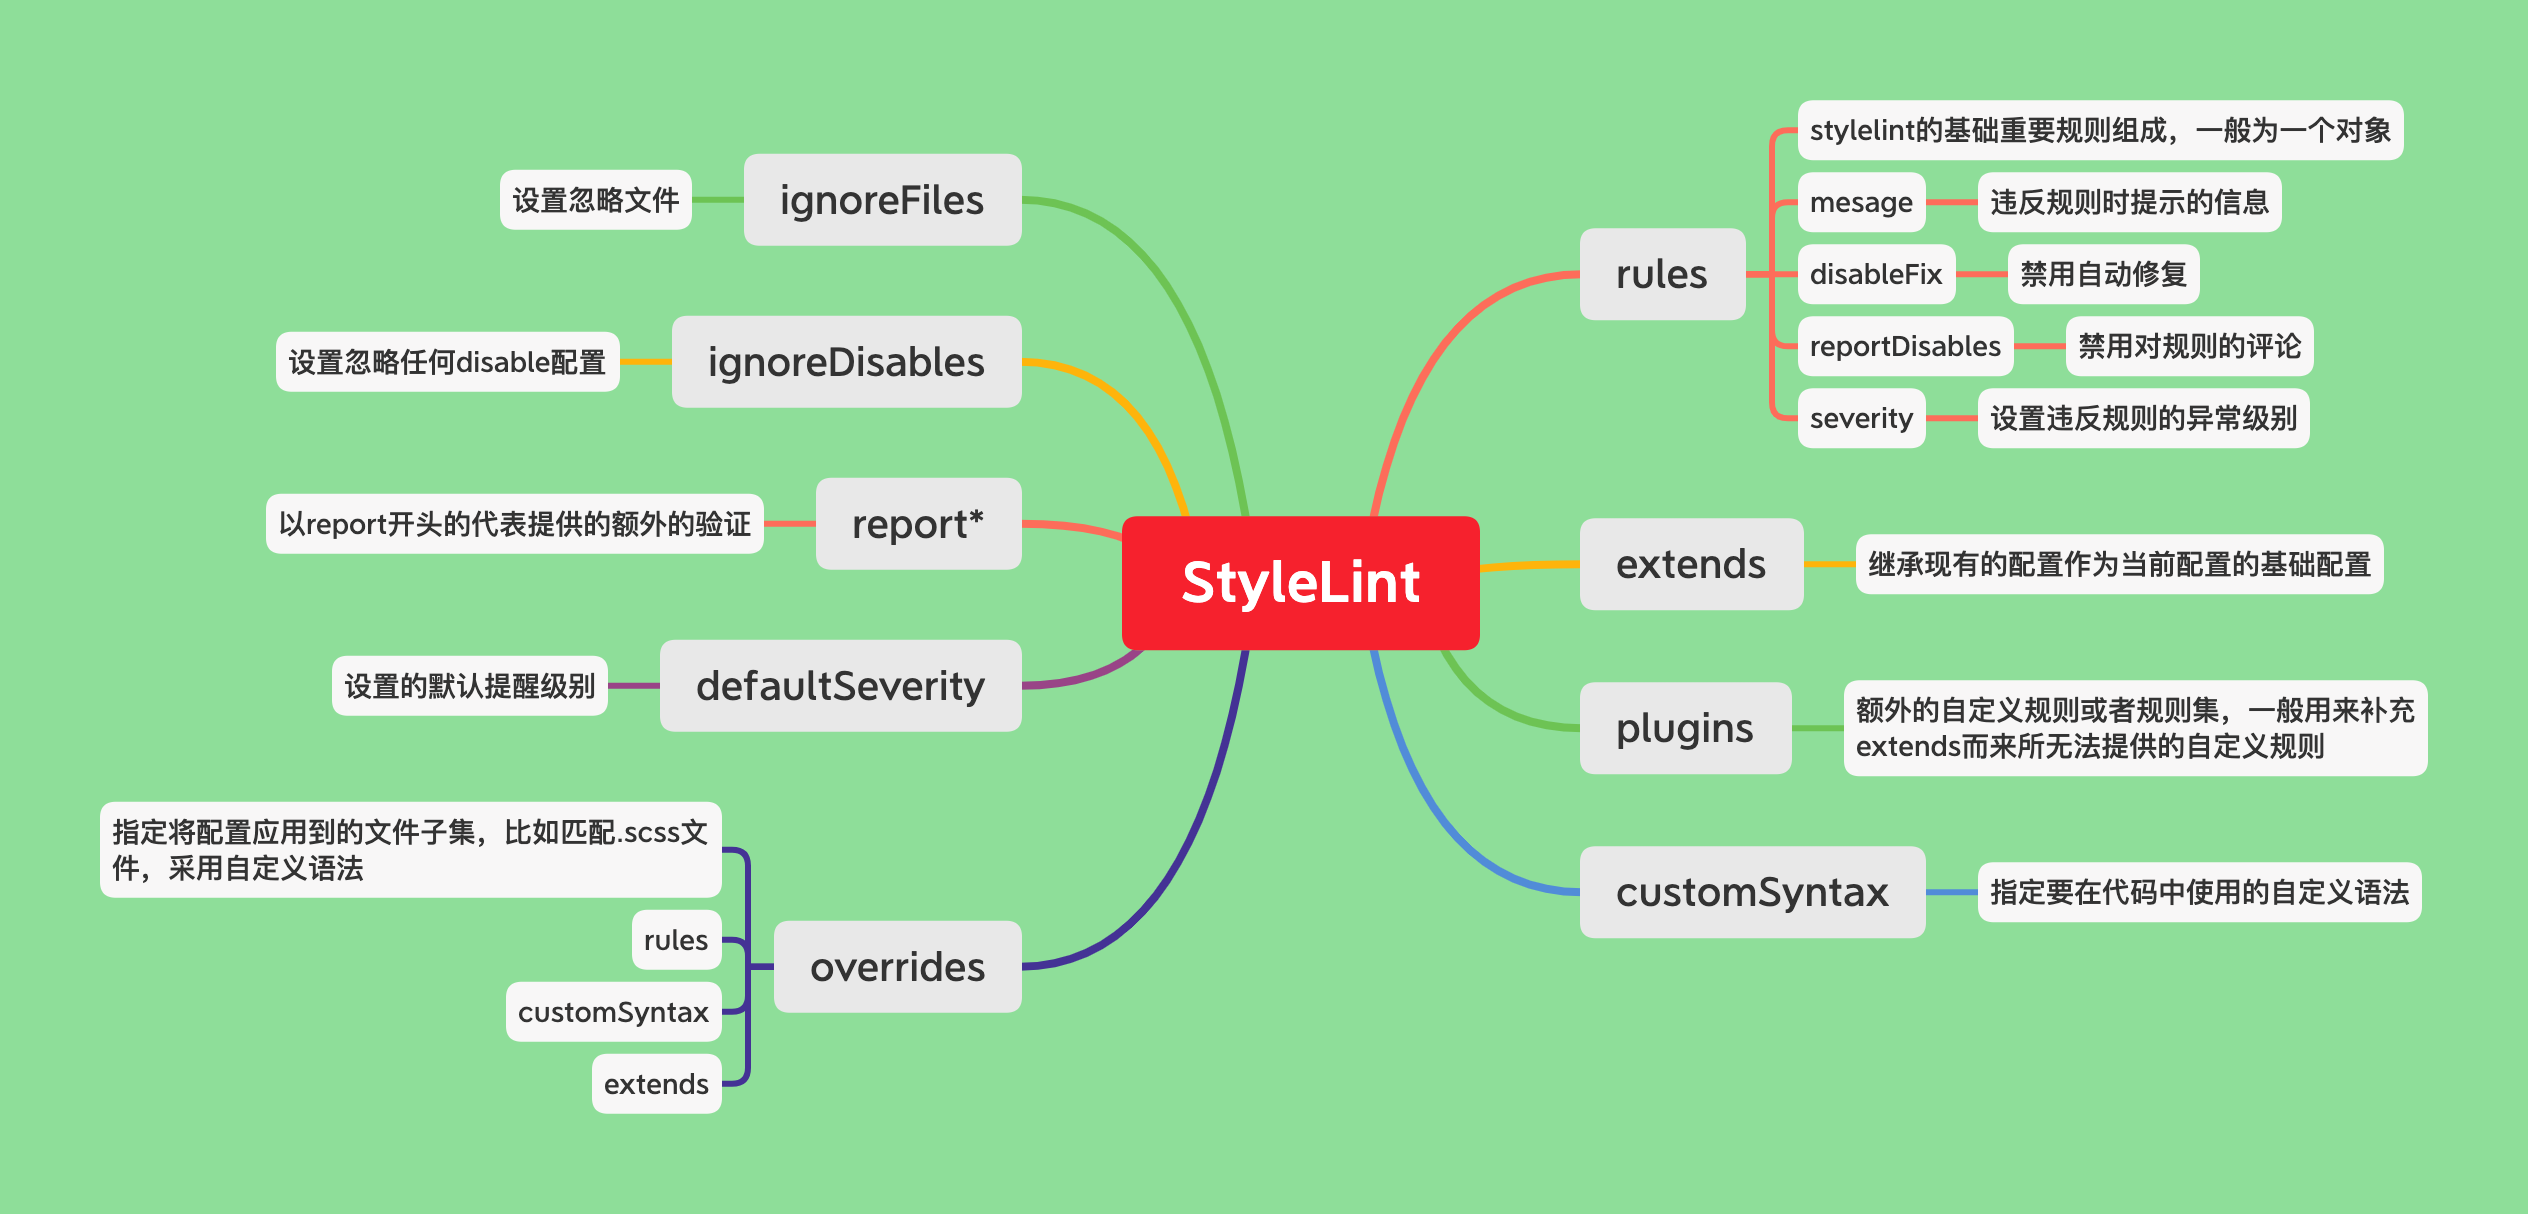 StyleLint
rules
stylelint的基础重要规则组成，一般为一个对象
mesage
违反规则时提示的信息
disableFix
禁用自动修复
reportDisables
禁用对规则的评论
severity
设置违反规则的异常级别
extends
继承现有的配置作为当前配置的基础配置
plugins
额外的自定义规则或者规则集，一般用来补充
extends而来所无法提供的自定义规则
customSyntax
指定要在代码中使用的自定义语法
ignoreFiles
设置忽略文件
ignoreDisables
设置忽略任何disable配置
report*
以report开头的代表提供的额外的验证
defaultSeverity
设置的默认提醒级别
overrides
指定将配置应用到的文件子集，比如匹配.scss文
件，采用自定义语法
rules
customSyntax
extends